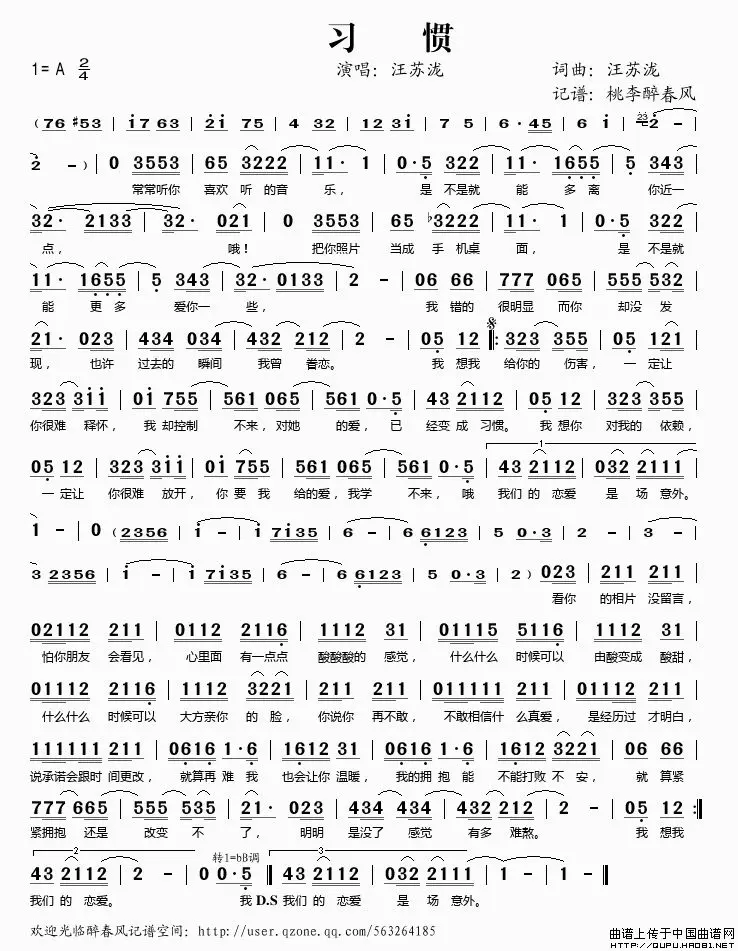 习 惯
1= A 2/4 演唱：汪苏泷 词曲：汪苏泷
记谱：桃李醉春风
( 76 #53 | i7 63 | 2i 75 | 4 32 | 12 3i | 7 5 | 6 · 45 | 6 i | 2 - |
2 - ) | 0 3553 | 65 3222 | 11· 1 | 0·5 322 | 11· 1655 | 5 343 |
常常听你 喜欢 听 的音 乐， 是 不是就 能 多 离 你近一
32· 2133 | 32· 021 | 0 3553 | 65 b3222 | 11· 1 | 0·5 322 |
点， 哦！ 把你照片 当成 手 机桌 面， 是 不是就
11· 1655 | 5 343 | 32· 0133 | 2 - | 06 66 | 777 065 | 555 532 |
能 更 多 爱你一 些， 我 错的 很明显 而你 却没 发
21· 023 | 434 034 | 432 212 | 2 - | 05 12 |: 323 355 | 05 121 |
现， 也许 过去的 瞬间 我曾 眷恋。 我 想我 给你的 伤害， 一 定让
323 3ii | 0i 755 | 561 065 | 561 0·5 | 43 2112 | 05 12 | 323 355 |
你很难 释怀， 我 却控制 不来，对她 的爱，已 经变 成 习惯。 我 想你 对我的 依赖，
1
05 12 | 323 3ii | 0i 755 | 561 065 | 561 0·5 | 43 2112 | 032 2111 |
一 定让 你很难 放开， 你 要 我 给的爱，我学 不来， 哦 我们 的 恋爱 是 场 意外。
1 - | 0 ( 2356 | i - | i 7i35 | 6 - | 6 6123 | 5 0·3 | 2 - | 3 - |
3 2356 | i - | i 7i35 | 6 - | 6 6123 | 5 0·3 | 2 ) 023 | 211 211 |
看你 的相片 没留言，
02112 211 | 0112 2116 | 1112 31 | 01115 5116 | 1112 211 |
怕你朋友 会看见， 心里面 有一点点 酸酸酸的 感觉， 什么什么 时候可以 由酸变成 酸甜，
01112 2116 | 1112 3221 | 211 211 | 011111 211 | 0112 211 |
什么什么 时候可以 大方亲你 的 脸， 你说你 再不敢， 不敢相信什 么真爱， 是经历过 才明白，
111111 211 | 0616 1·6 | 1612 31 | 0616 1·6 | 1612 3221 | 06 66 |
说承诺会跟时 间更改， 就算再 难 我 也会让你 温暖， 我的拥 抱 能 不能打败 不 安， 就 算紧
777 665 | 555 535 | 21· 023 | 434 434 | 432 212 | 2 - | 05 12 :|
紧拥抱 还是 改变 不 了， 明明 是没了 感觉 有多 难熬。 我 想我
2 转1=bB调 3
43 2112 | 2 - | 0 0·5 ‖ 43 2112 | 032 2111 | 1 - ‖
我们 的 恋爱。 我 D.S 我们 的 恋爱 是 场 意外。
欢迎光临醉春风记谱空间：http://user.qzone.qq.com/563264185
曲谱上传于中国曲谱网
HTTP://QUPU.HAO81.NET